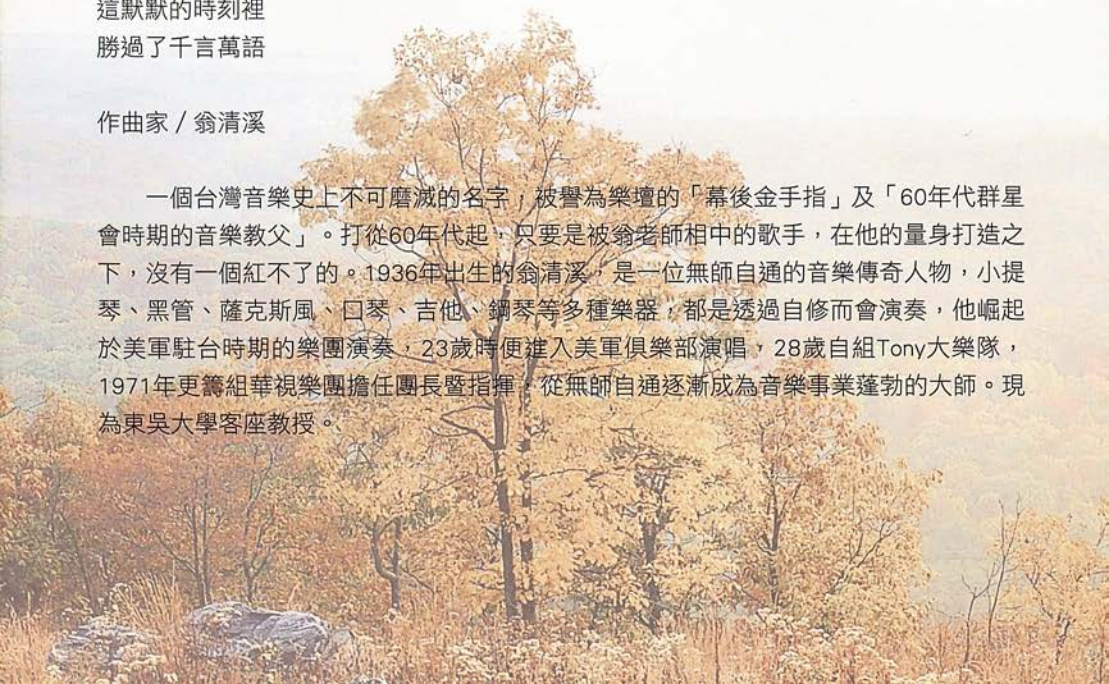 這默默的時刻裡
勝過了千言萬語
作曲家 / 翁清溪
一個台灣音樂史上不可磨滅的名字，被譽為樂壇的「幕後金手指」及「60年代群星
會時期的音樂教父」。打從60年代起，只要是被翁老師相中的歌手，在他的量身打造之
下，沒有一個紅不了的。1936年出生的翁清溪，是一位無師自通的音樂傳奇人物，小提
琴、黑管、薩克斯風、口琴、吉他、鋼琴等多種樂器，都是透過自修而會演奏，他崛起
於美軍駐台時期的樂團演奏，23歲時便進入美軍俱樂部演唱，28歲自組Tony大樂隊，
1971年更籌組華視樂團擔任團長暨指揮，從無師自通逐漸成為音樂事業蓬勃的大師。現
為東吳大學客座教授。